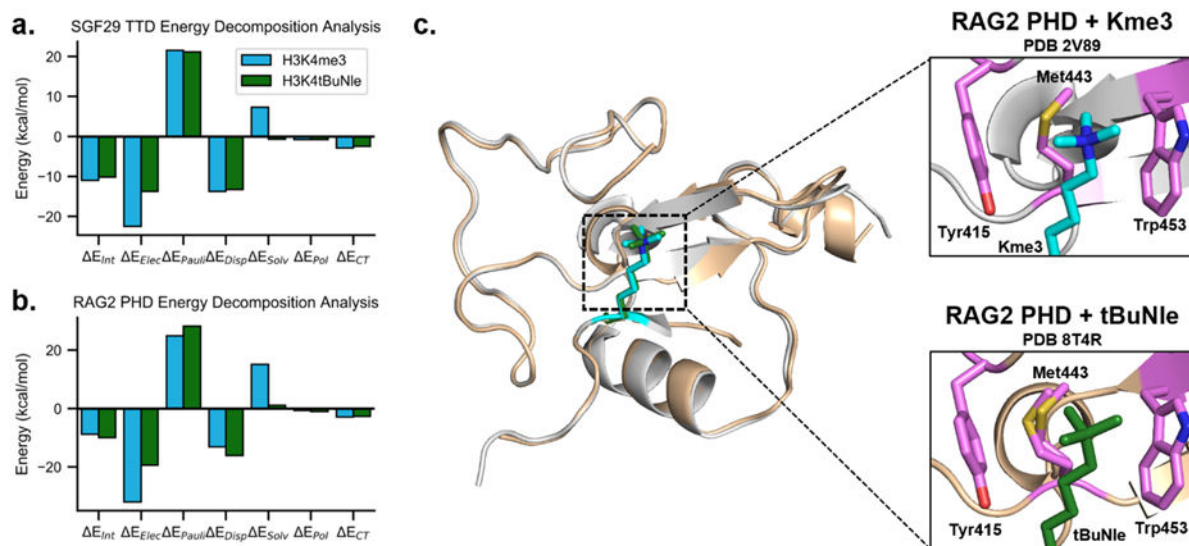 a.
SGF29 TTD Energy Decomposition Analysis
H3K4me3
H3K4tBuNle
Energy (kcal/mol)
20
10
0
−10
−20
ΔE_Int ΔE_Elec ΔE_Pauli ΔE_Disp ΔE_Solv ΔE_Pol ΔE_CT
b.
RAG2 PHD Energy Decomposition Analysis
Energy (kcal/mol)
20
0
−20
ΔE_Int ΔE_Elec ΔE_Pauli ΔE_Disp ΔE_Solv ΔE_Pol ΔE_CT
c.
RAG2 PHD + Kme3
PDB 2V89
Met443
Tyr415
Kme3
Trp453
RAG2 PHD + tBuNle
PDB 8T4R
Met443
Tyr415
tBuNle
Trp453